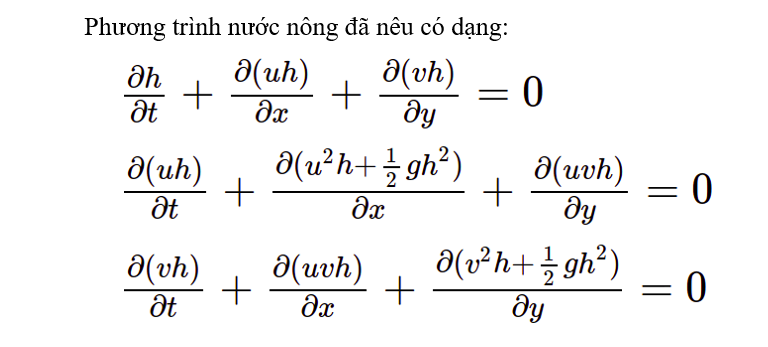 Phương trình nước nông đã nêu có dạng:
∂h/∂t + ∂(uh)/∂x + ∂(vh)/∂y = 0
∂(uh)/∂t + ∂(u²h+½gh²)/∂x + ∂(uvh)/∂y = 0
∂(vh)/∂t + ∂(uvh)/∂x + ∂(v²h+½gh²)/∂y = 0